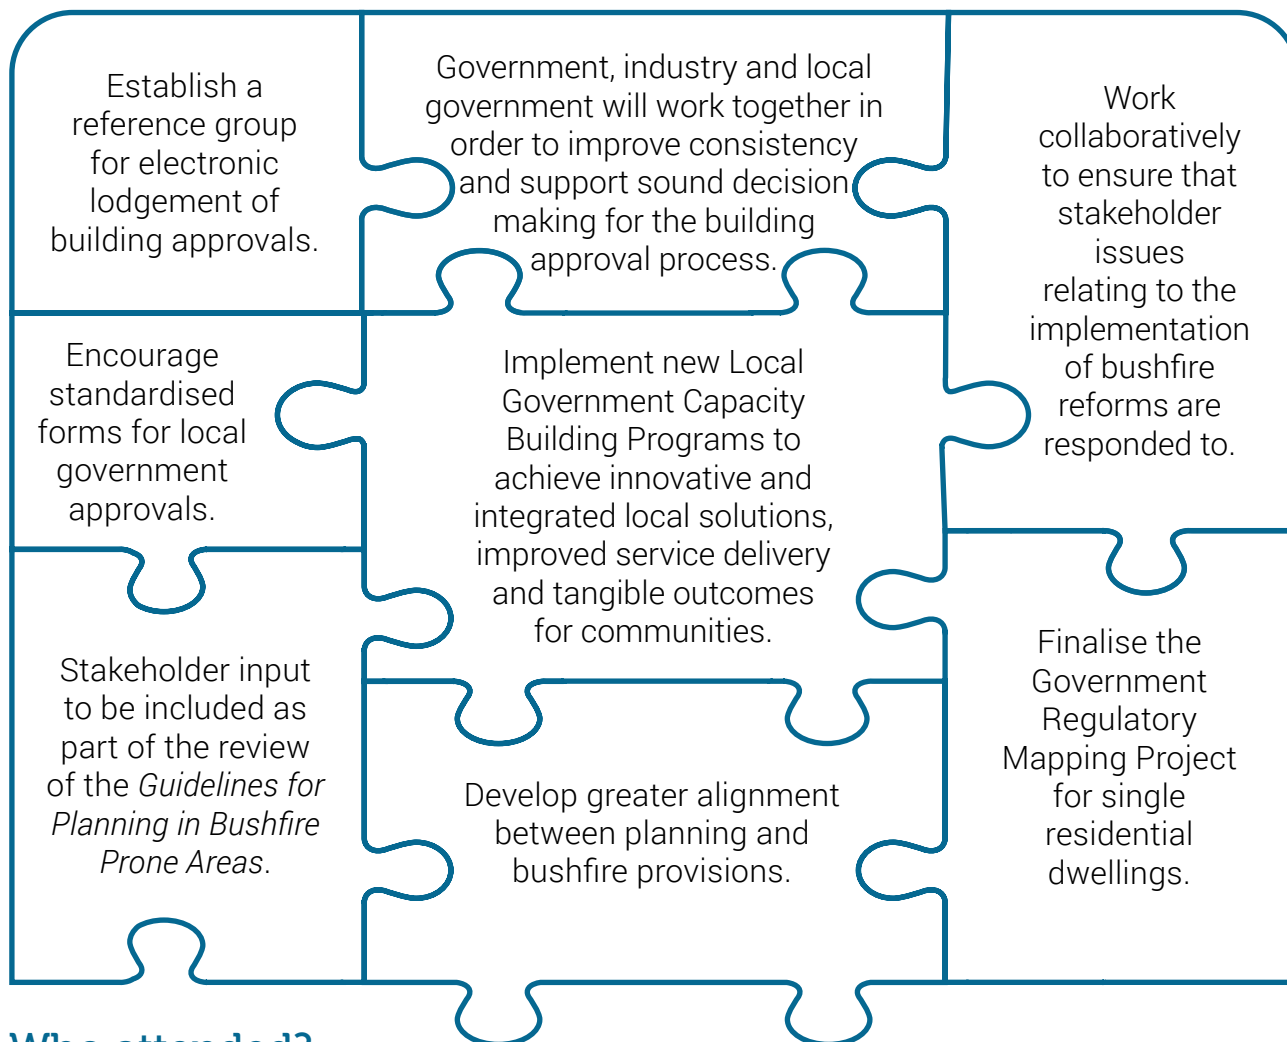 Establish a
reference group
for electronic
lodgement of
building approvals.
Government, industry and local
government will work together in
order to improve consistency
and support sound decision
making for the building
approval process.
Work
collaboratively
to ensure that
stakeholder
issues
relating to the
implementation
of bushfire
reforms are
responded to.
Encourage
standardised
forms for local
government
approvals.
Implement new Local
Government Capacity
Building Programs to
achieve innovative and
integrated local solutions,
improved service delivery
and tangible outcomes
for communities.
Stakeholder input
to be included as
part of the review
of the Guidelines for
Planning in Bushfire
Prone Areas.
Develop greater alignment
between planning and
bushfire provisions.
Finalise the
Government
Regulatory
Mapping Project
for single
residential
dwellings.
Who attended?